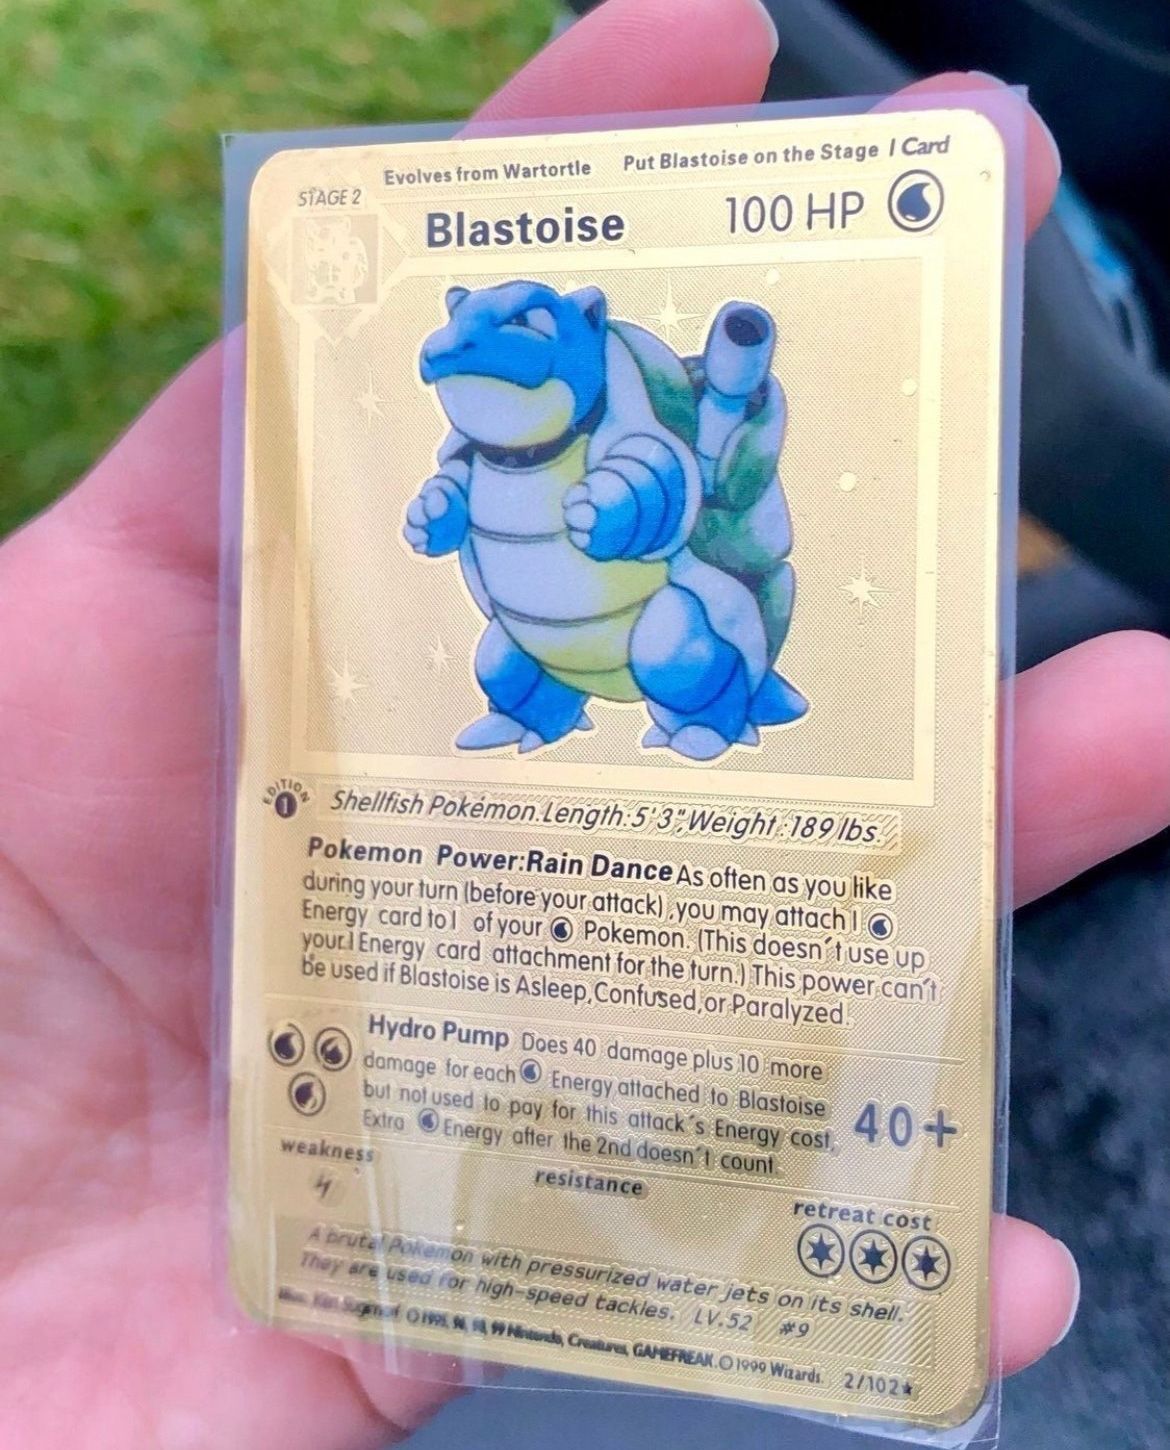 Evolves from Wartortle Put Blastoise on the Stage 1 Card
STAGE 2
Blastoise 100 HP
EDITION
1
Shellfish Pokémon.Length:5'3",Weight:189 lbs.
Pokemon Power:Rain Dance As often as you like
during your turn (before your attack),you may attach 1
Energy card to 1 of your Pokemon. (This doesn't use up
your 1 Energy card attachment for the turn.) This power can't
be used if Blastoise is Asleep,Confused,or Paralyzed.
Hydro Pump Does 40 damage plus 10 more
damage for each Energy attached to Blastoise
but not used to pay for this attack's Energy cost,
Extra Energy after the 2nd doesn't count.
40+
weakness
resistance
retreat cost
A brutal Pokemon with pressurized water jets on its shell.
They are used for high-speed tackles. LV.52 #9
©1995, 96, 98, 99 Nintendo, Creatures, GAMEFREAK.©1999 Wizards. 2/102★